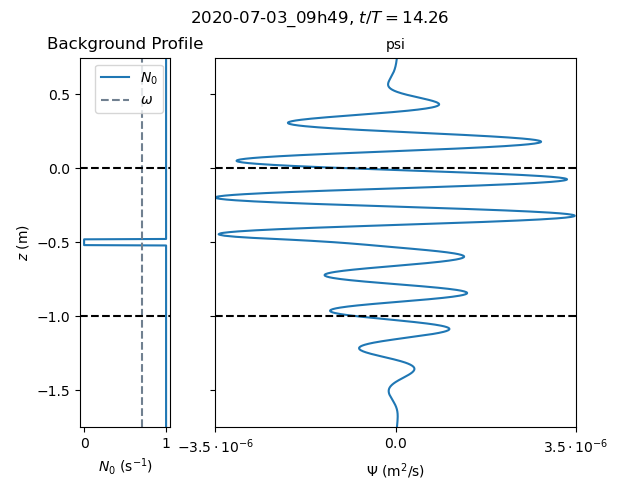 2020-07-03_09h49, t/T = 14.26
Background Profile
psi
N₀
ω
0.5
0.0
−0.5
−1.0
−1.5
z (m)
0 1
N₀ (s⁻¹)
−3.5 · 10⁻⁶ 0.0 3.5 · 10⁻⁶
Ψ (m²/s)